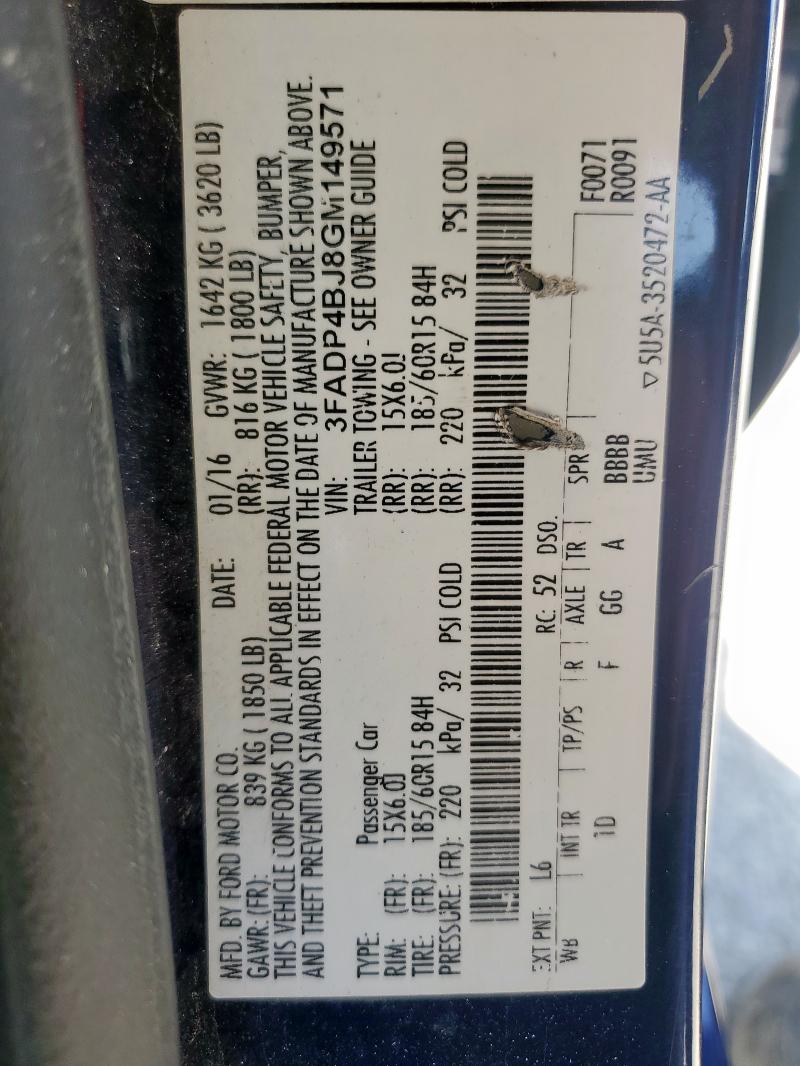 MFD. BY FORD MOTOR CO. DATE: 01/16 GVWR: 1642 KG ( 3620 LB)
GAWR: (FR): 839 KG ( 1850 LB) (RR): 816 KG ( 1800 LB)
THIS VEHICLE CONFORMS TO ALL APPLICABLE FEDERAL MOTOR VEHICLE SAFETY, BUMPER,
AND THEFT PREVENTION STANDARDS IN EFFECT ON THE DATE OF MANUFACTURE SHOWN ABOVE.
VIN: 3FADP4BJ8GM149571
TYPE: Passenger Car TRAILER TOWING - SEE OWNER GUIDE
RIM: (FR): 15X6.0J (RR): 15X6.0J
TIRE: (FR): 185/60R15 84H (RR): 185/60R15 84H
PRESSURE: (FR): 220 kPa/ 32 PSI COLD (RR): 220 kPa/ 32 PSI COLD
EXT PNT: L6 RC: 52 DSO:
WB INT TR TP/PS R AXLE TR SPR F0071
1D F GG A BBBB R0091
UMU
▽ 5U5A-3520472-AA